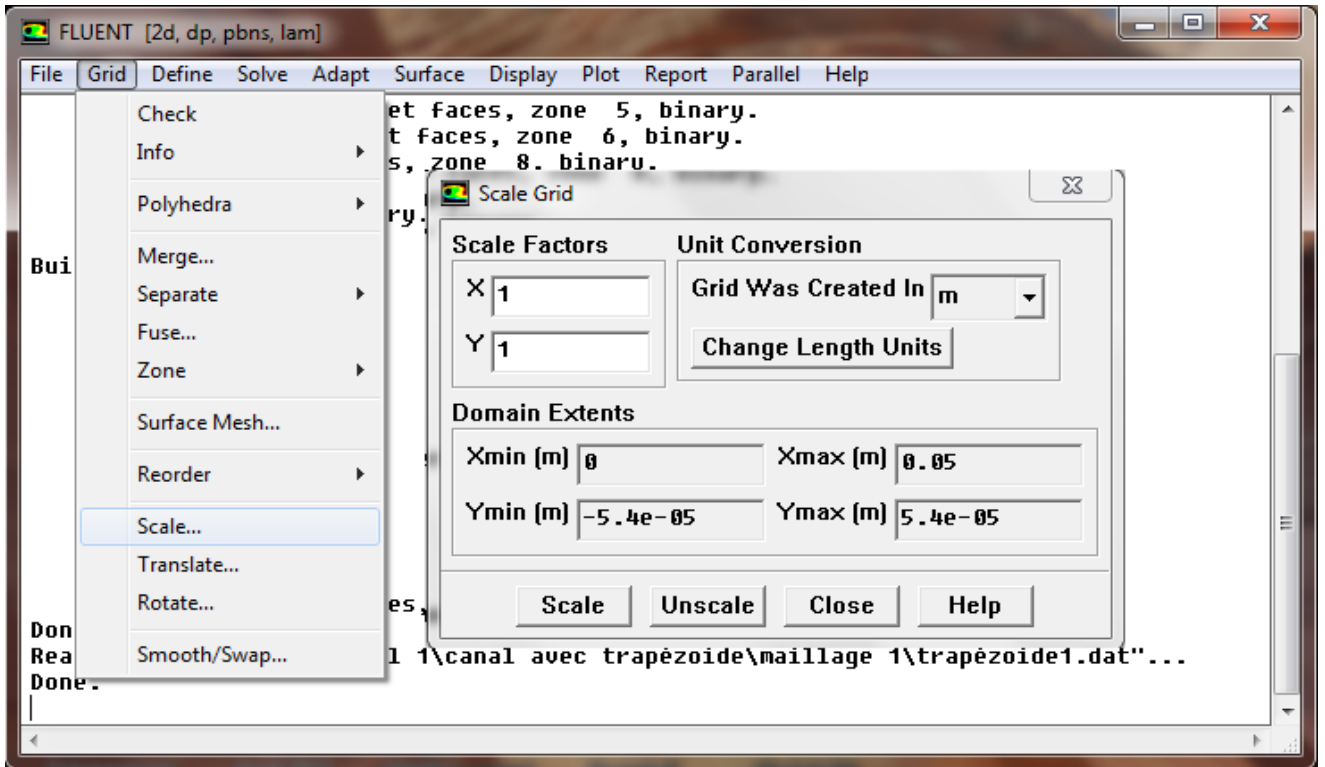 FLUENT [2d, dp, pbns, lam]
File Grid Define Solve Adapt Surface Display Plot Report Parallel Help
Check
Info
Polyhedra
Merge...
Separate
Fuse...
Zone
Surface Mesh...
Reorder
Scale...
Translate...
Rotate...
Smooth/Swap...
et faces, zone 5, binary.
t faces, zone 6, binary.
s, zone 8. binary.
ry.
Bui
es,
Don
Rea l 1\canal avec trapézoide\maillage 1\trapézoide1.dat"...
Done.
Scale Grid
Scale Factors
X 1
Y 1
Unit Conversion
Grid Was Created In m
Change Length Units
Domain Extents
Xmin (m) 0 Xmax (m) 0.05
Ymin (m) -5.4e-05 Ymax (m) 5.4e-05
Scale Unscale Close Help